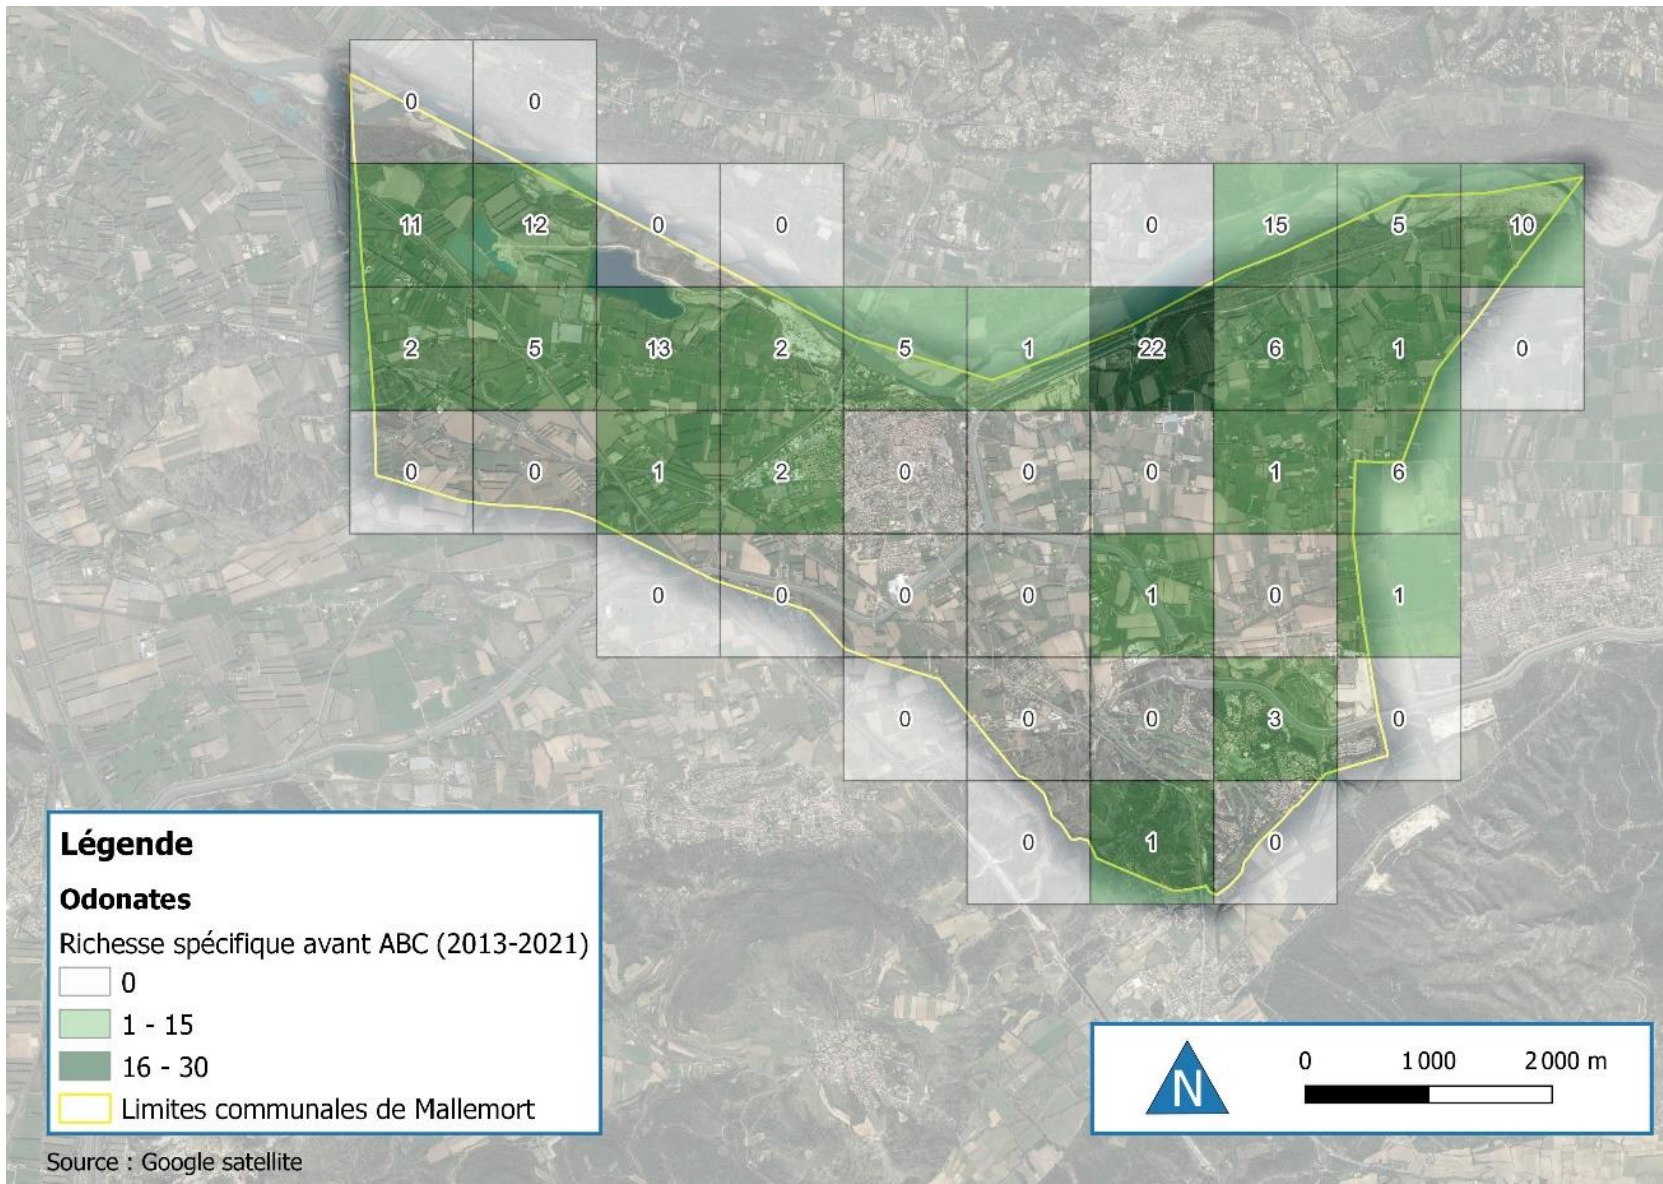 0 0
11 12 0 0 0 15 5 10
2 5 13 2 5 1 22 6 1 0
0 0 1 2 0 0 0 1 6
0 0 0 0 1 0 1
0 0 0 3 0
0 1 0
Légende
Odonates
Richesse spécifique avant ABC (2013-2021)
0
1 - 15
16 - 30
Limites communales de Mallemort
N
0 1 000 2 000 m
Source : Google satellite